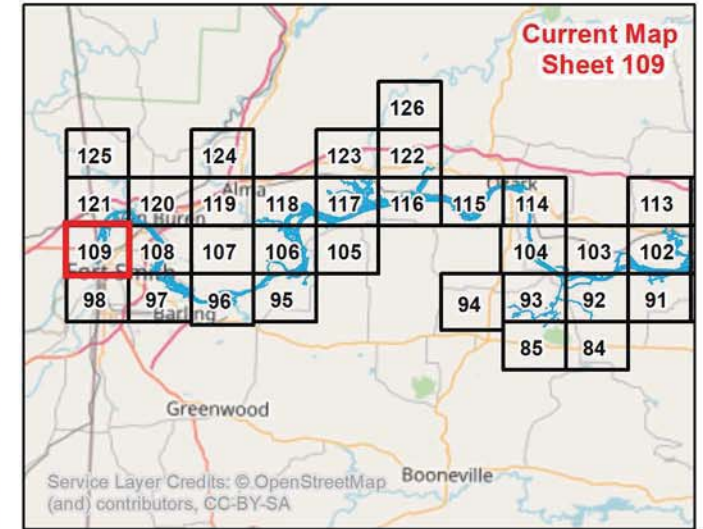 Current Map
Sheet 109
126
125 124 123 122
121 120 119 Alma 118 117 116 115 114 113
109 108 107 106 105 104 103 102
Fort Smith
98 97 96 95 94 93 92 91
Barling
85 84
Greenwood
Booneville
Service Layer Credits: © OpenStreetMap
(and) contributors, CC-BY-SA